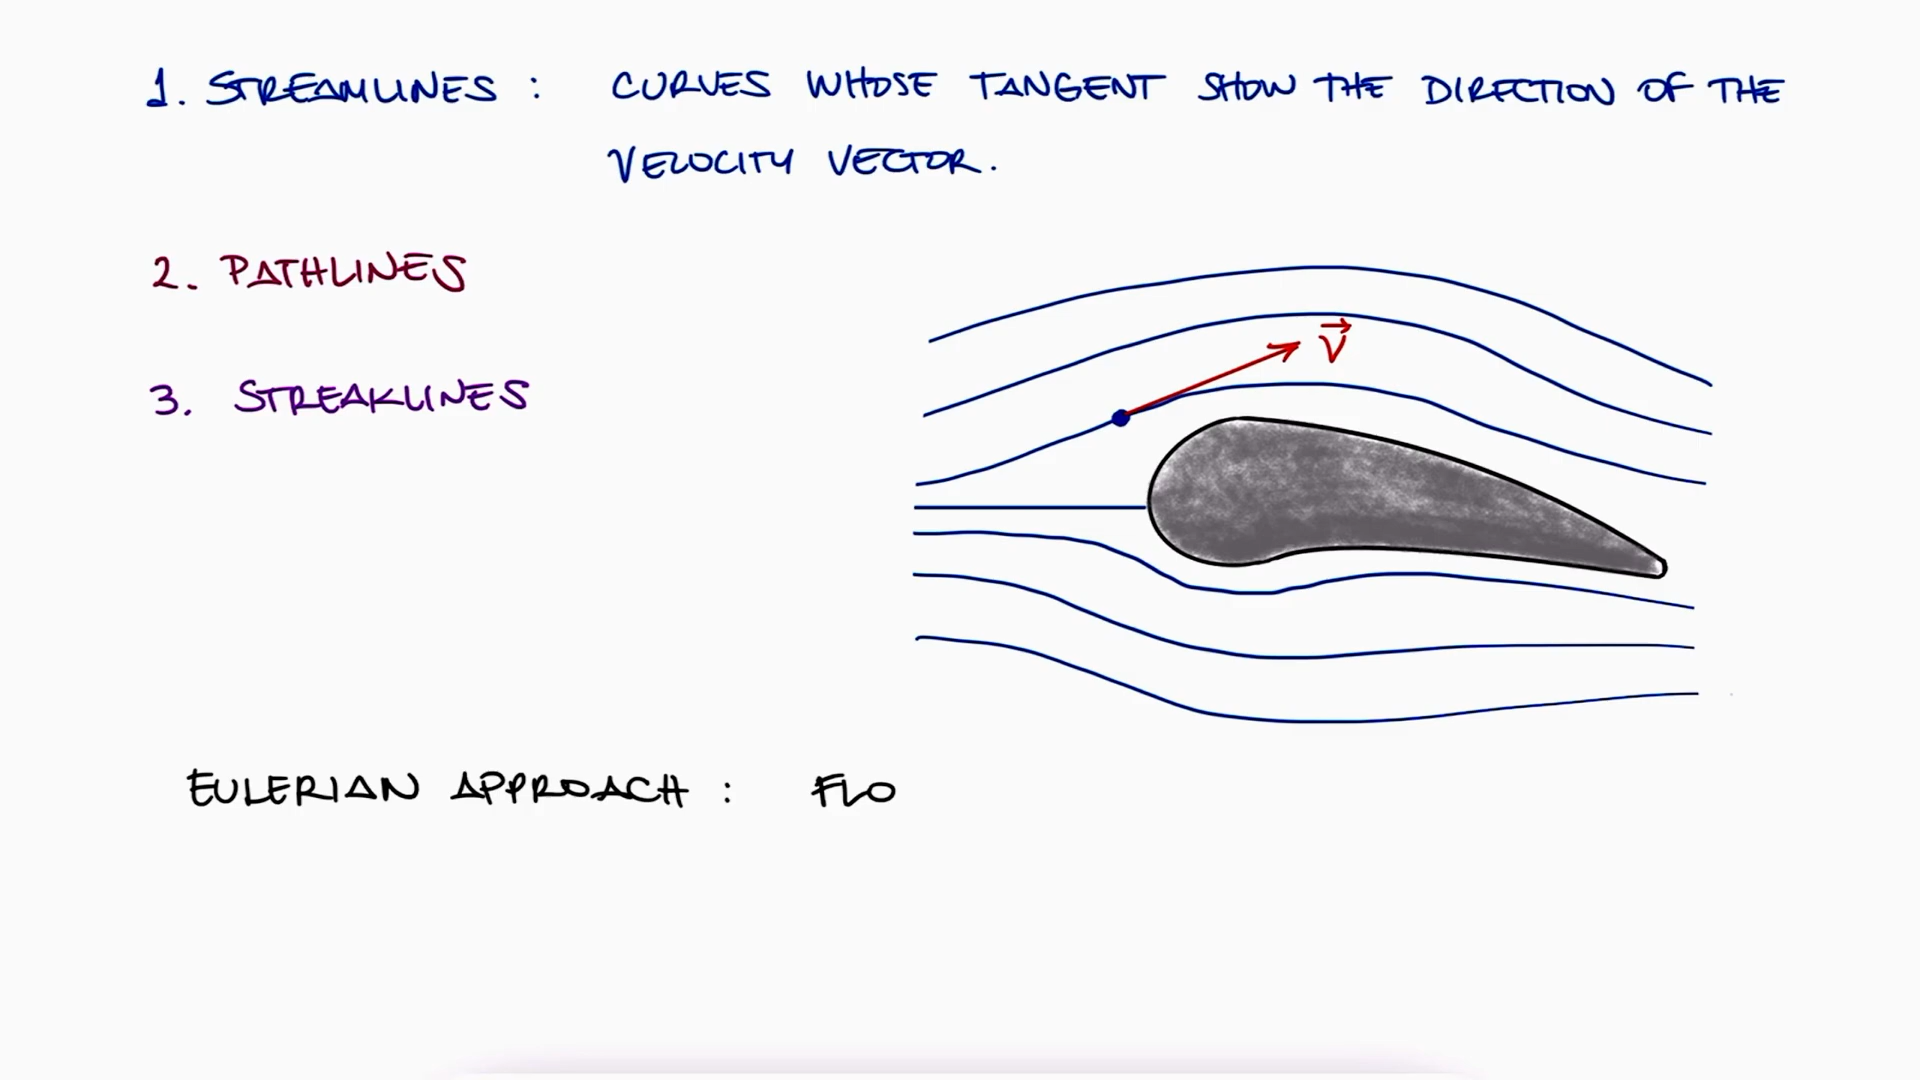 1. STREAMLINES : CURVES WHOSE TANGENT SHOW THE DIRECTION OF THE
VELOCITY VECTOR.
2. PATHLINES
V⃗
3. STREAKLINES
EULERIAN APPROACH : FLO